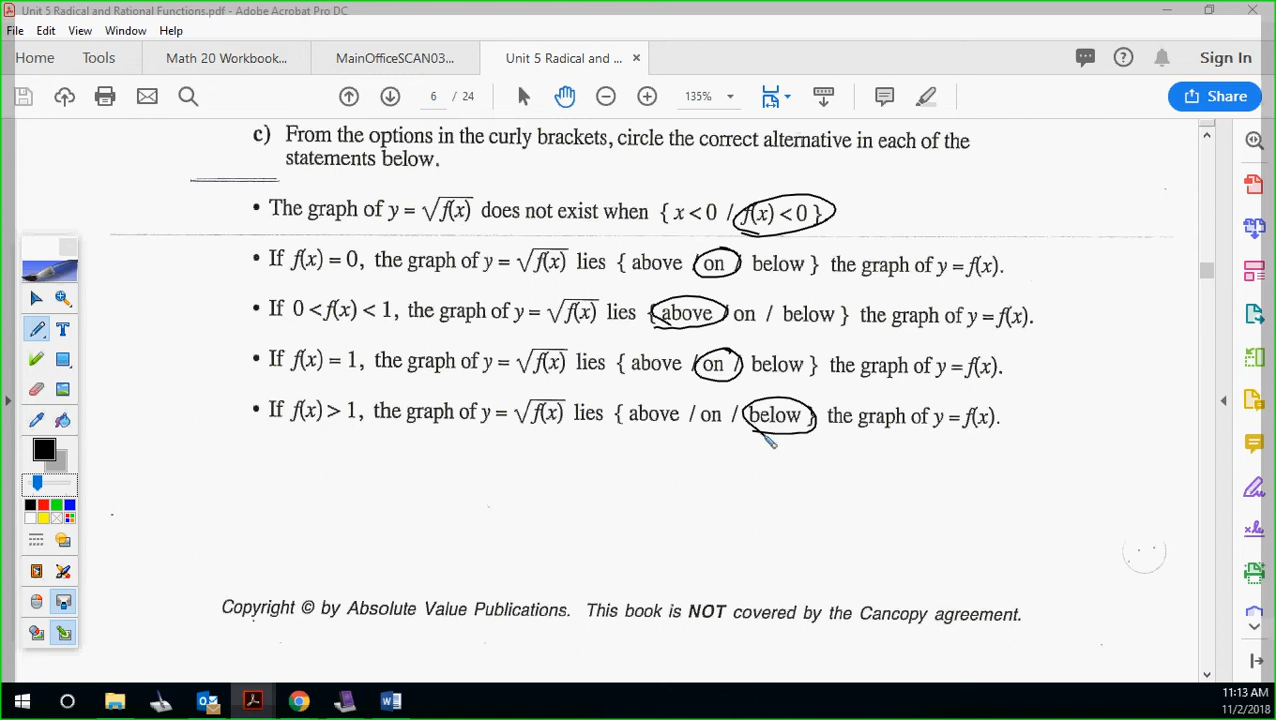 Unit 5 Radical and Rational Functions.pdf - Adobe Acrobat Pro DC
File Edit View Window Help
Home Tools Math 20 Workbook... MainOfficeSCAN03... Unit 5 Radical and ... × Sign In
6 / 24 135% Share
c) From the options in the curly brackets, circle the correct alternative in each of the
statements below.
• The graph of y = √f(x) does not exist when { x < 0 / f(x) < 0 }
• If f(x) = 0, the graph of y = √f(x) lies { above / on / below } the graph of y = f(x).
• If 0 < f(x) < 1, the graph of y = √f(x) lies { above / on / below } the graph of y = f(x).
• If f(x) = 1, the graph of y = √f(x) lies { above / on / below } the graph of y = f(x).
• If f(x) > 1, the graph of y = √f(x) lies { above / on / below } the graph of y = f(x).
Copyright © by Absolute Value Publications. This book is NOT covered by the Cancopy agreement.
11:13 AM
11/2/2018